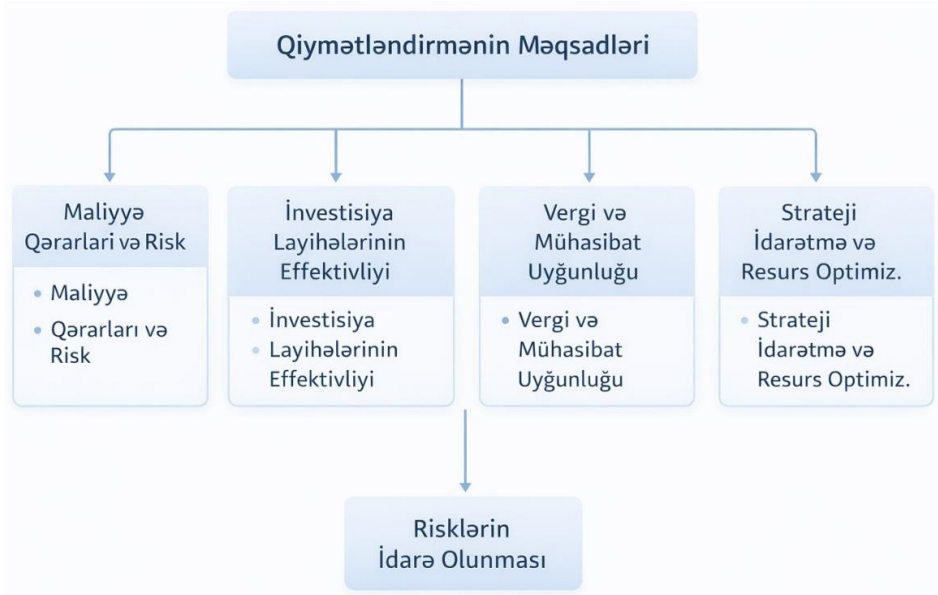 Qiymətləndirmənin Məqsadləri
Maliyyə
Qərarlari və Risk
• Maliyyə
• Qərarları və
Risk
İnvestisiya
Layihələrinin
Effektivliyi
• İnvestisiya
• Layihələrinin
Effektivliyi
Vergi və
Mühasibat
Uyğunluğu
• Vergi və
Mühasibat
Uyğunluğu
Strateji
İdarətmə və
Resurs Optimiz.
• Strateji
İdarətmə və
Resurs Optimiz.
Risklərin
İdarə Olunması